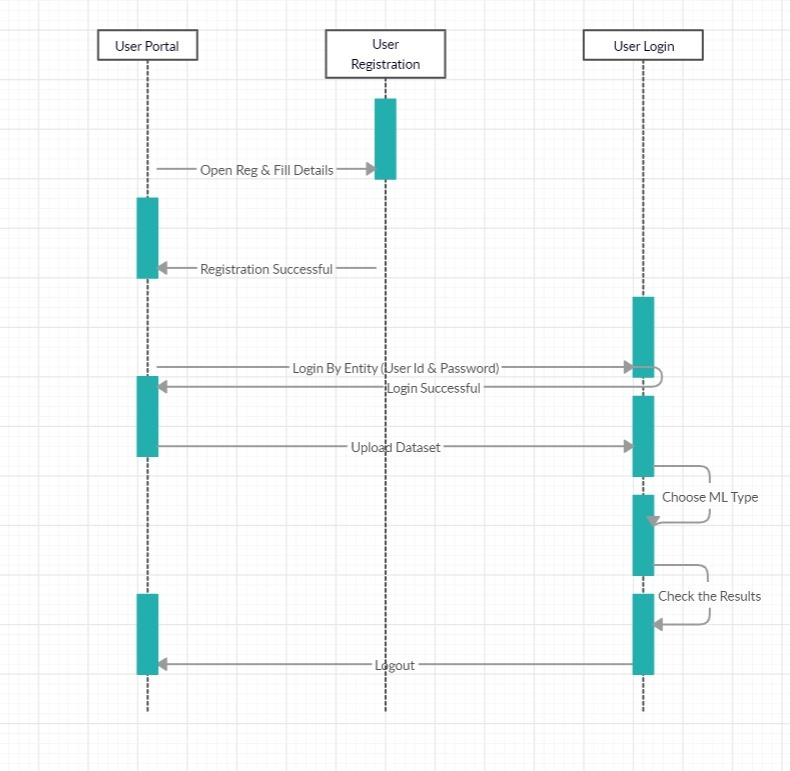 User Portal
User
Registration
User Login
Open Reg & Fill Details
Registration Successful
Login By Entity (User Id & Password)
Login Successful
Upload Dataset
Choose ML Type
Check the Results
Logout